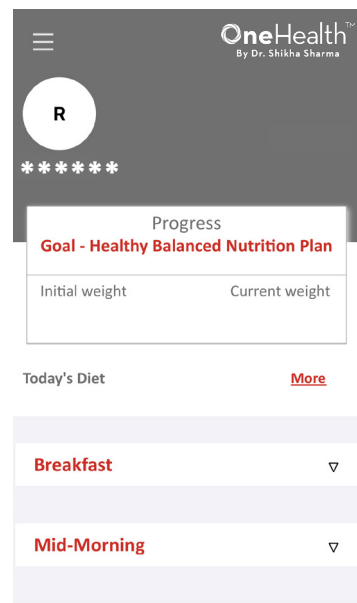 OneHealth™
By Dr. Shikha Sharma
R
******
Progress
Goal - Healthy Balanced Nutrition Plan
Initial weight Current weight
Today's Diet More
Breakfast
Mid-Morning